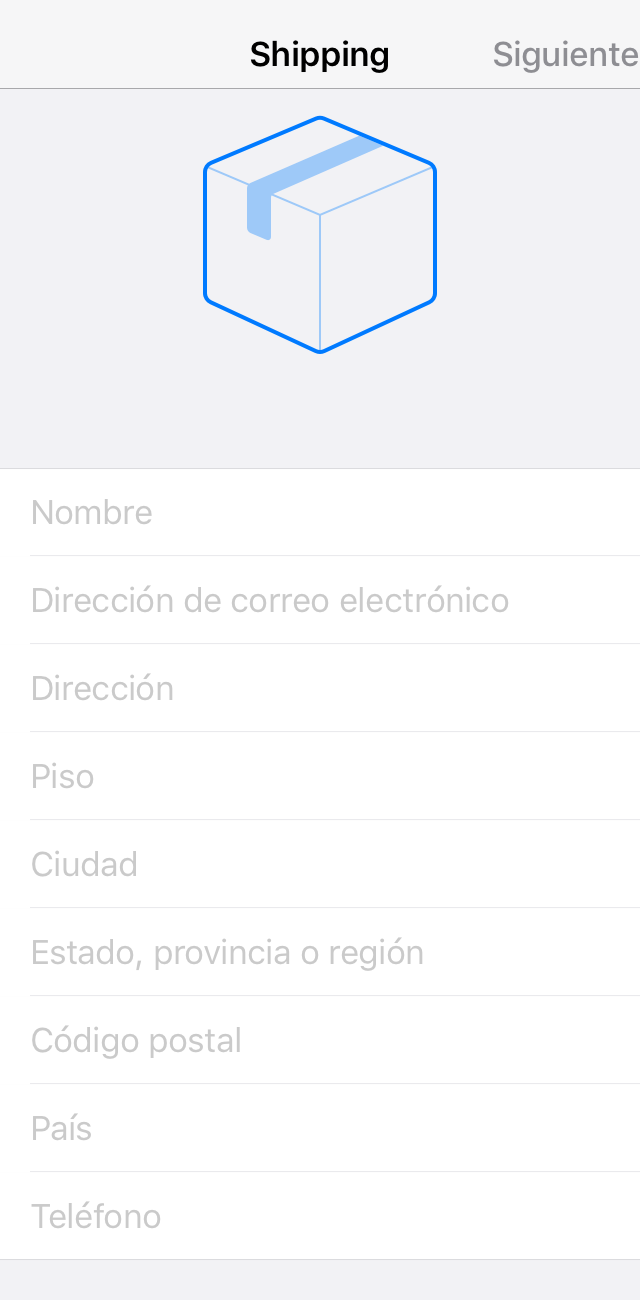 Shipping
Siguiente
Nombre
Dirección de correo electrónico
Dirección
Piso
Ciudad
Estado, provincia o región
Código postal
País
Teléfono